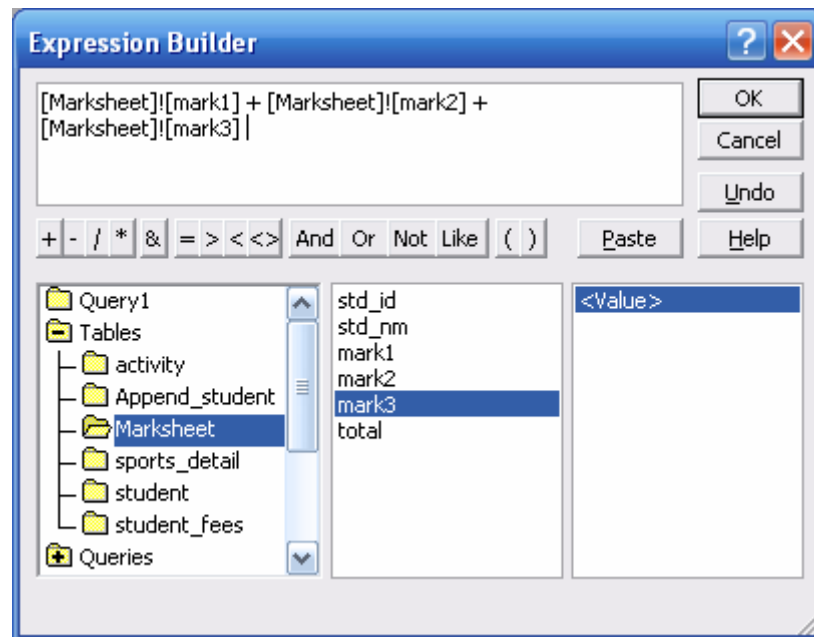 Expression Builder
[Marksheet]![mark1] + [Marksheet]![mark2] +
[Marksheet]![mark3]
OK
Cancel
Undo
+ - / * & = > < <> And Or Not Like ( ) Paste Help
Query1
Tables
activity
Append_student
Marksheet
sports_detail
student
student_fees
Queries
std_id
std_nm
mark1
mark2
mark3
total
<Value>